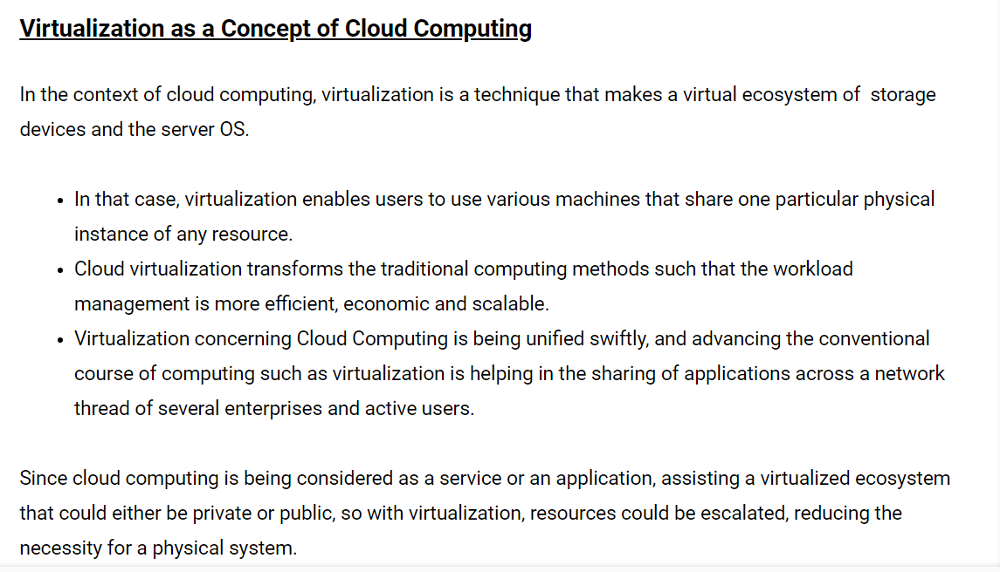 Virtualization as a Concept of Cloud Computing
In the context of cloud computing, virtualization is a technique that makes a virtual ecosystem of  storage
devices and the server OS.
• In that case, virtualization enables users to use various machines that share one particular physical
instance of any resource.
• Cloud virtualization transforms the traditional computing methods such that the workload
management is more efficient, economic and scalable.
• Virtualization concerning Cloud Computing is being unified swiftly, and advancing the conventional
course of computing such as virtualization is helping in the sharing of applications across a network
thread of several enterprises and active users.
Since cloud computing is being considered as a service or an application, assisting a virtualized ecosystem
that could either be private or public, so with virtualization, resources could be escalated, reducing the
necessity for a physical system.